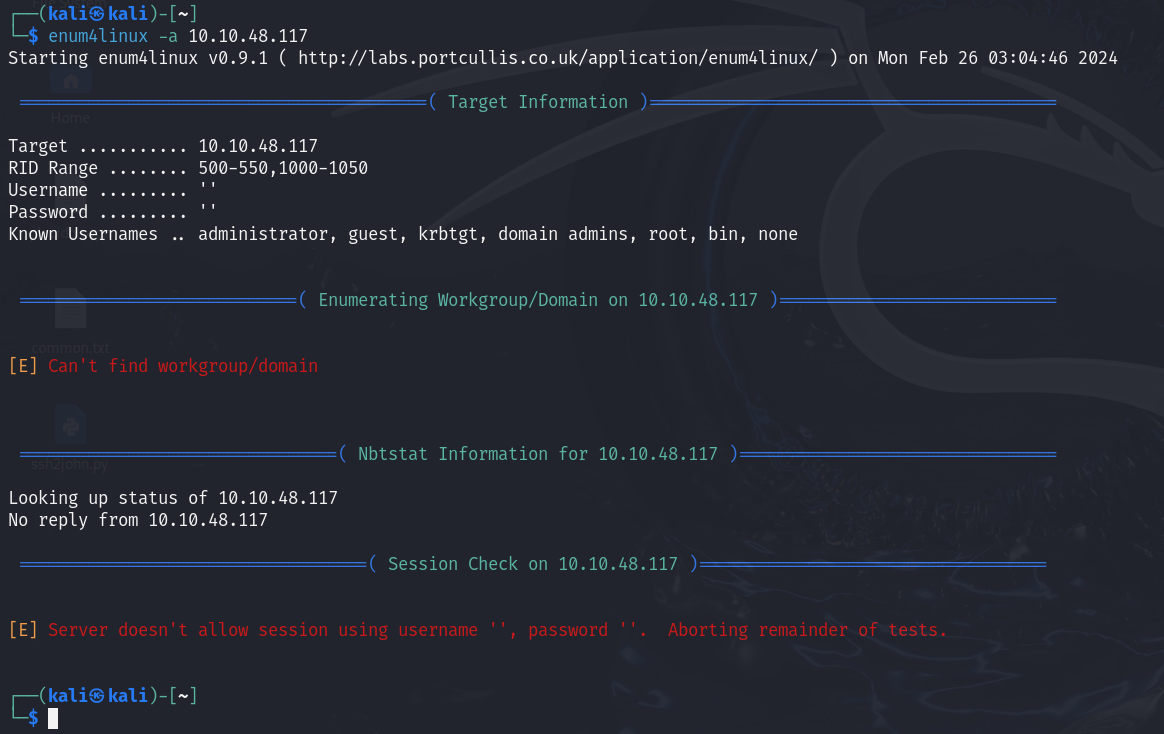 ┌──(kali㉿kali)-[~]
└─$ enum4linux -a 10.10.48.117
Starting enum4linux v0.9.1 ( http://labs.portcullis.co.uk/application/enum4linux/ ) on Mon Feb 26 03:04:46 2024
=========================================( Target Information )=========================================
Home
Target ........... 10.10.48.117
RID Range ........ 500-550,1000-1050
Username ......... ''
Password ......... ''
Known Usernames .. administrator, guest, krbtgt, domain admins, root, bin, none
============================( Enumerating Workgroup/Domain on 10.10.48.117 )============================
common.txt
[E] Can't find workgroup/domain
================================( Nbtstat Information for 10.10.48.117 )================================
ssh2john.py
Looking up status of 10.10.48.117
No reply from 10.10.48.117
===================================( Session Check on 10.10.48.117 )===================================
[E] Server doesn't allow session using username '', password ''.  Aborting remainder of tests.
┌──(kali㉿kali)-[~]
└─$